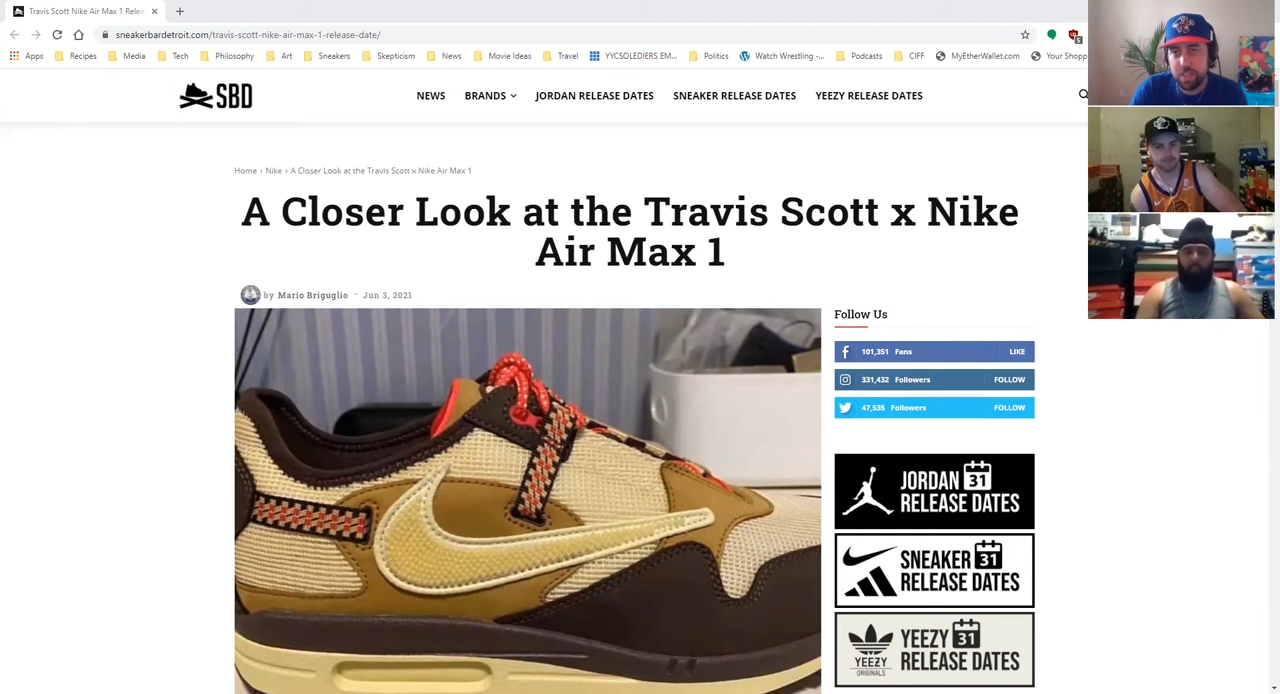 Travis Scott Nike Air Max 1 Relea
sneakerbardetroit.com/travis-scott-nike-air-max-1-release-date/
Apps Recipes Media Tech Philosophy Art Sneakers Skepticism News Movie Ideas Travel YYCSOLEDIERS EM... Politics Watch Wrestling -... Podcasts CIFF MyEtherWallet.com Your Shopp
SBD
NEWS BRANDS JORDAN RELEASE DATES SNEAKER RELEASE DATES YEEZY RELEASE DATES
Home › Nike › A Closer Look at the Travis Scott x Nike Air Max 1
A Closer Look at the Travis Scott x Nike
Air Max 1
by Mario Briguglio - Jun 3, 2021
Follow Us
101,351 Fans LIKE
331,432 Followers FOLLOW
47,535 Followers FOLLOW
JORDAN 31
RELEASE DATES
SNEAKER 31
RELEASE DATES
YEEZY 31
RELEASE DATES
YEEZY
ORIGINALS